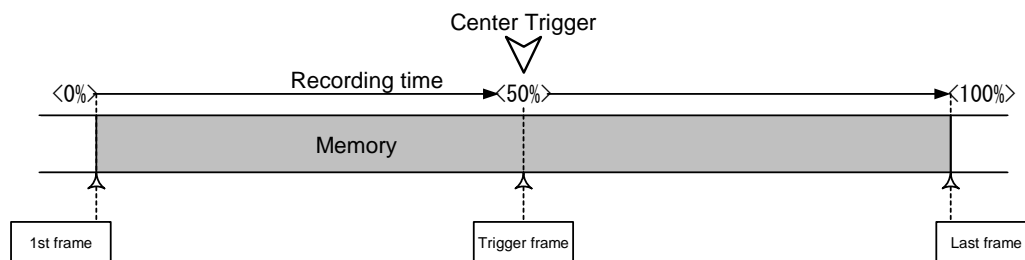 Center Trigger
Recording time
<0%>
<50%>
<100%>
Memory
1st frame
Trigger frame
Last frame